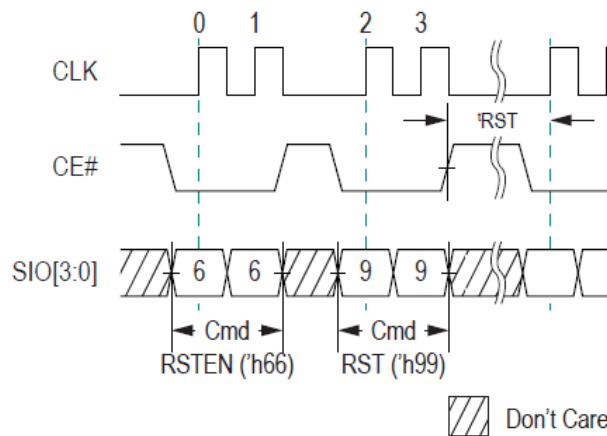 0 1 2 3
CLK
tRST
CE#
SIO[3:0] 6 6 9 9
Cmd Cmd
RSTEN ('h66) RST ('h99)
Don't Care